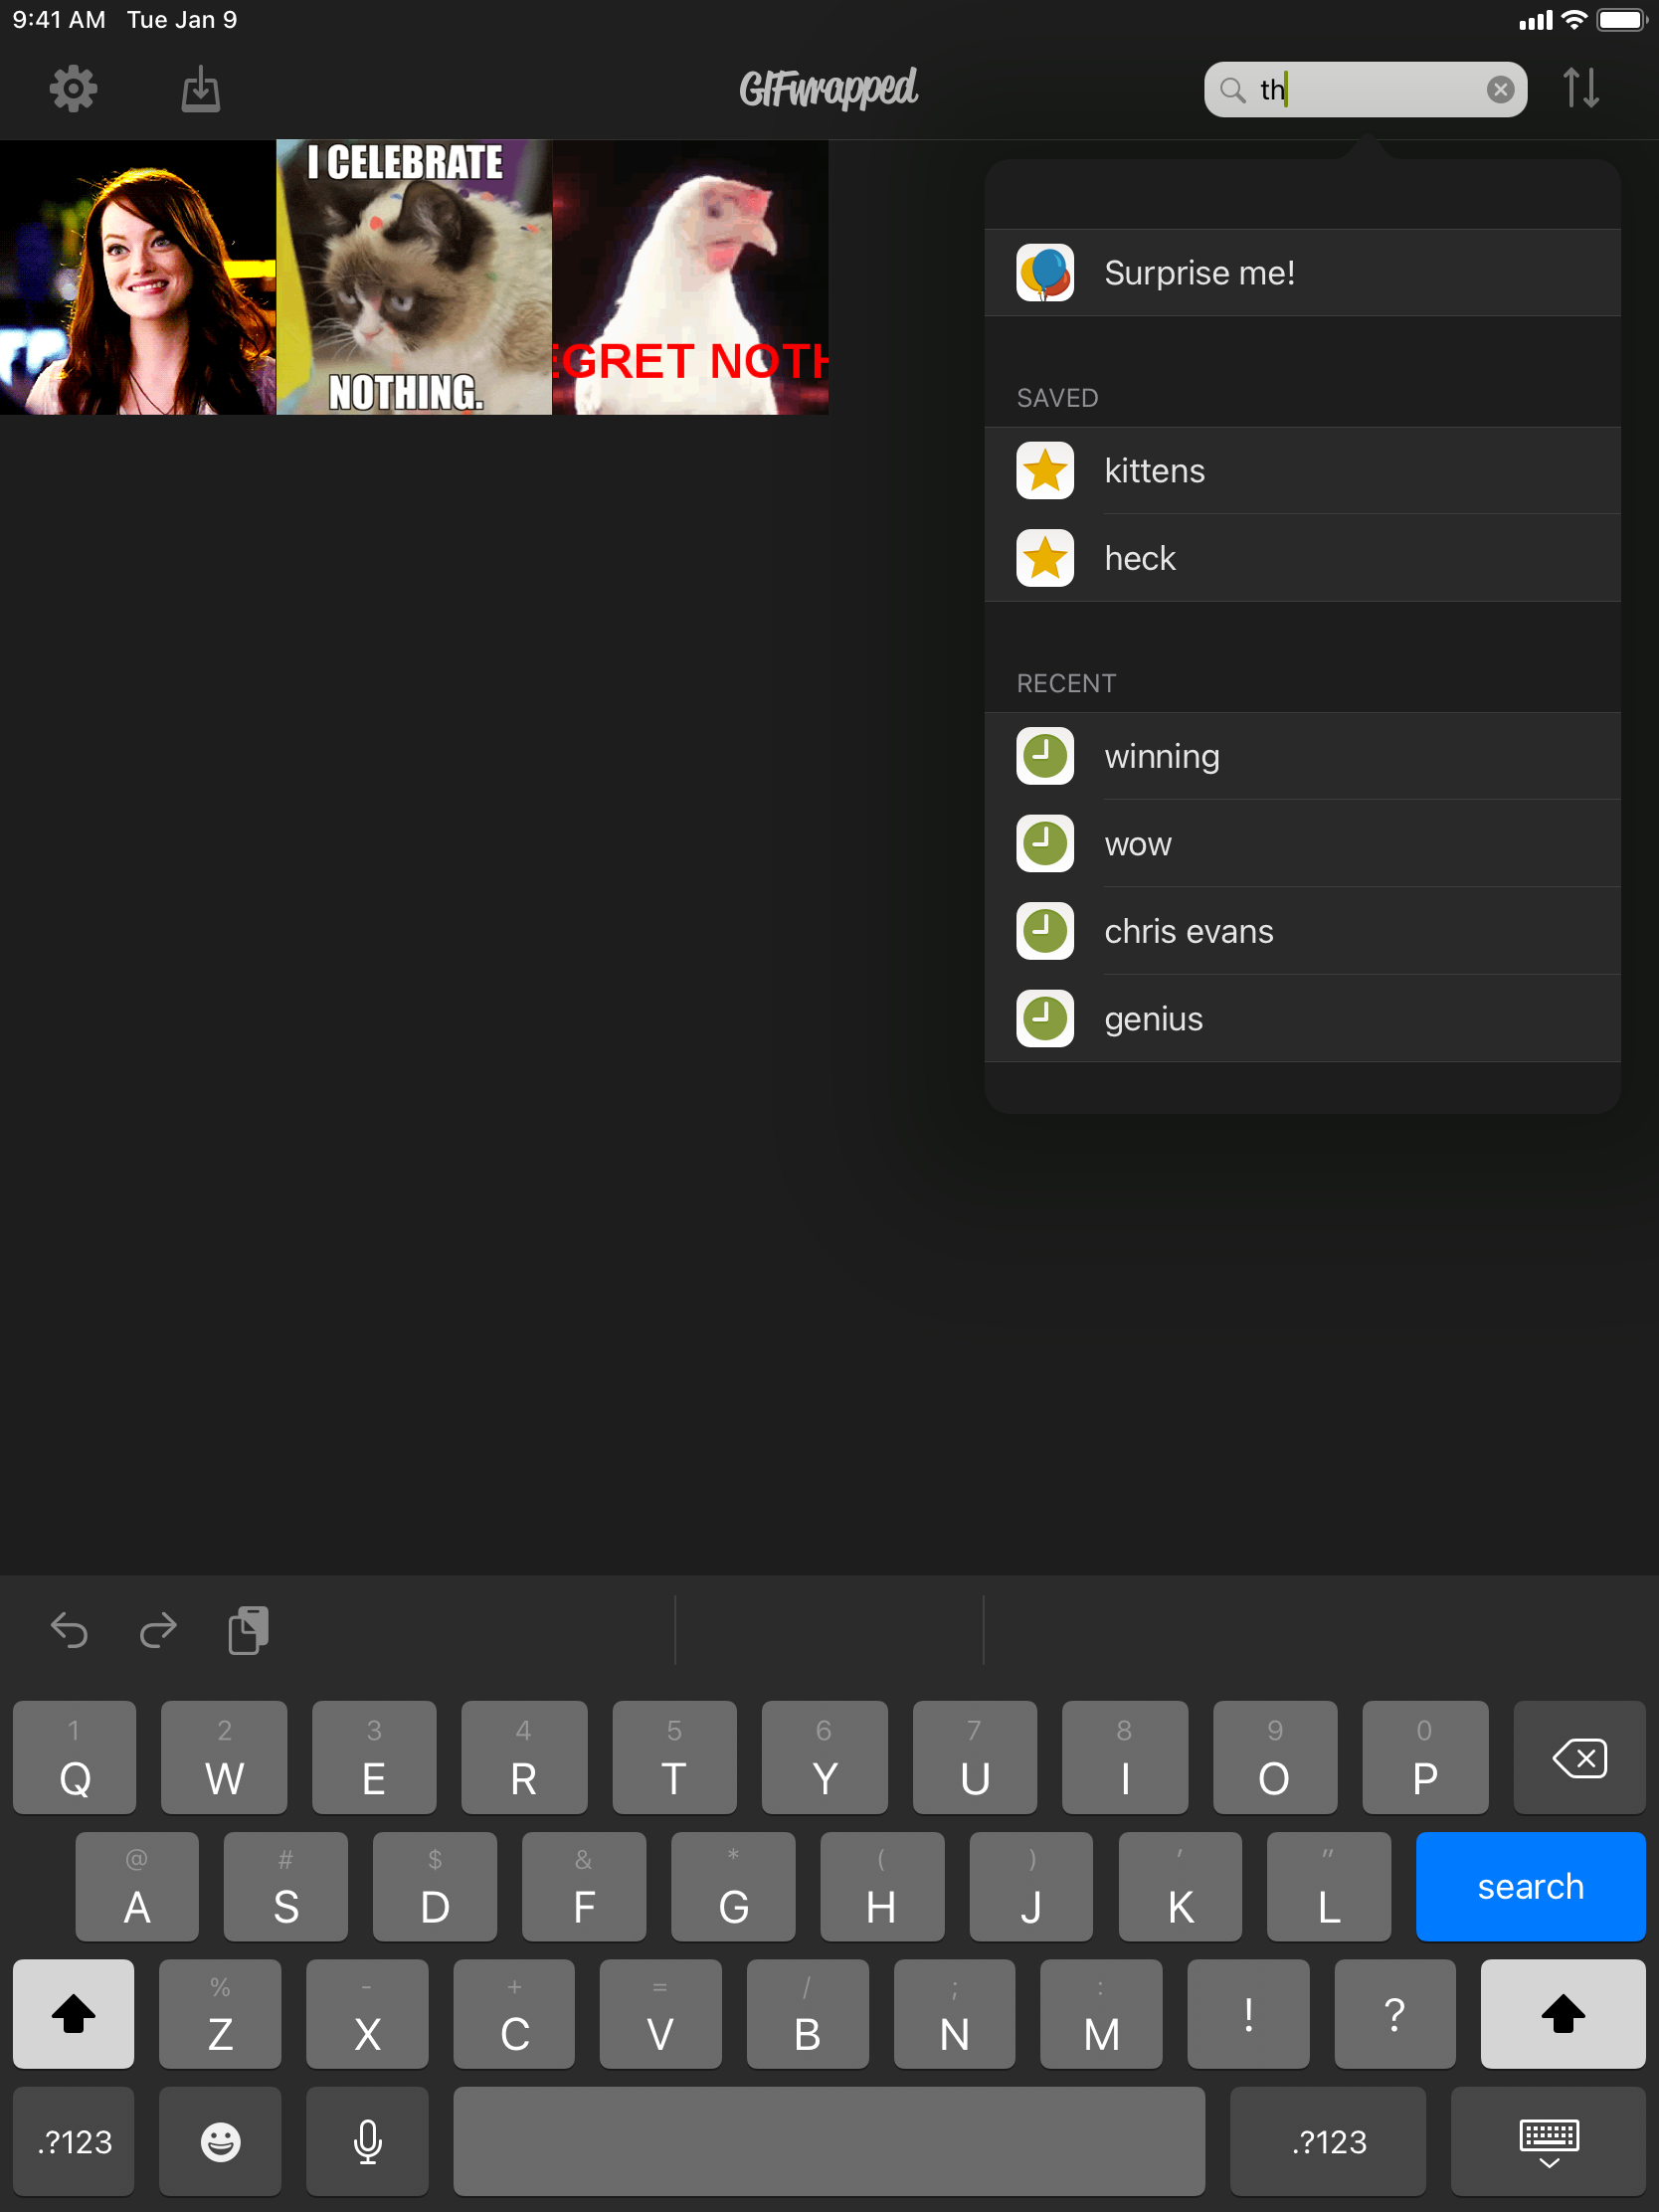 9:41 AM Tue Jan 9
GIFwrapped
th
I CELEBRATE
NOTHING.
EGRET NOTH
Surprise me!
SAVED
kittens
heck
RECENT
winning
wow
chris evans
genius
1 2 3 4 5 6 7 8 9 0
Q W E R T Y U I O P
@ # $ & * ( ) ' "
A S D F G H J K L search
% - + = / ; :
Z X C V B N M ! ?
.?123 .?123